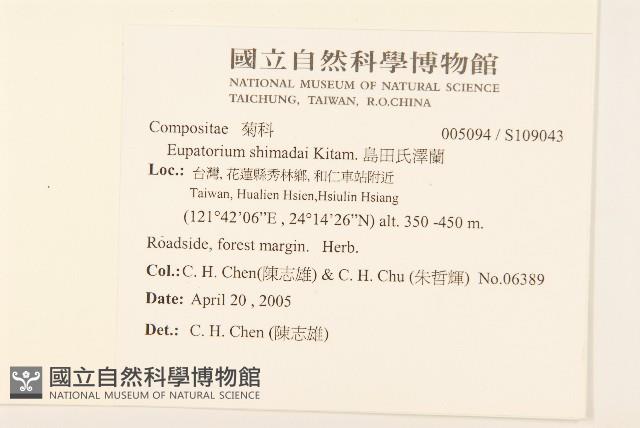 國立自然科學博物館
NATIONAL MUSEUM OF NATURAL SCIENCE
TAICHUNG, TAIWAN, R.O.CHINA
Compositae 菊科 005094 / S109043
Eupatorium shimadai Kitam. 島田氏澤蘭
Loc.: 台灣, 花蓮縣秀林鄉, 和仁車站附近
Taiwan, Hualien Hsien,Hsiulin Hsiang
(121°42'06"E , 24°14'26"N) alt. 350 -450 m.
Roadside, forest margin. Herb.
Col.: C. H. Chen(陳志雄) & C. H. Chu (朱哲輝) No.06389
Date: April 20 , 2005
Det.: C. H. Chen (陳志雄)
國立自然科學博物館
NATIONAL MUSEUM OF NATURAL SCIENCE